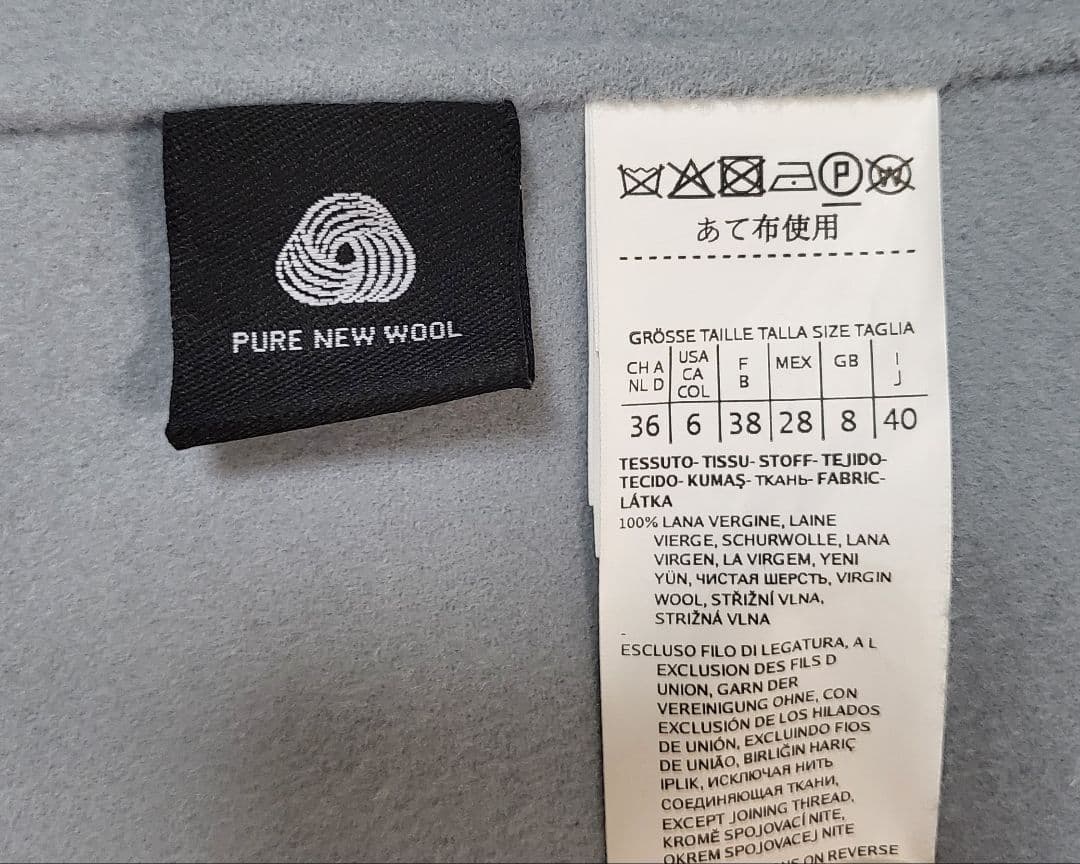 PURE NEW WOOL
P
W
あて布使用
GRÖSSE TAILLE TALLA SIZE TAGLIA
CH A NL D USA CA COL F B MEX GB I J
36 6 38 28 8 40
TESSUTO- TISSU- STOFF- TEJIDO-
TECIDO- KUMAŞ- ТКАНЬ- FABRIC-
LÁTKA
100% LANA VERGINE, LAINE
VIERGE, SCHURWOLLE, LANA
VIRGEN, LA VIRGEM, YENI
YÜN, ЧИСТАЯ ШЕРСТЬ, VIRGIN
WOOL, STŘIŽNÍ VLNA,
STRIŽNÁ VLNA
-
ESCLUSO FILO DI LEGATURA, A L
EXCLUSION DES FILS D
UNION, GARN DER
VEREINIGUNG OHNE, CON
EXCLUSIÓN DE LOS HILADOS
DE UNIÓN, EXCLUINDO FIOS
DE UNIÃO, BIRLIĞIN HARIÇ
IPLIK, ИСКЛЮЧАЯ НИТЬ
СОЕДИНЯЮЩАЯ ТКАНИ,
EXCEPT JOINING THREAD,
KROMĚ SPOJOVACÍ NITE,
OKREM SPOJOVACEJ NITE
ON REVERSE